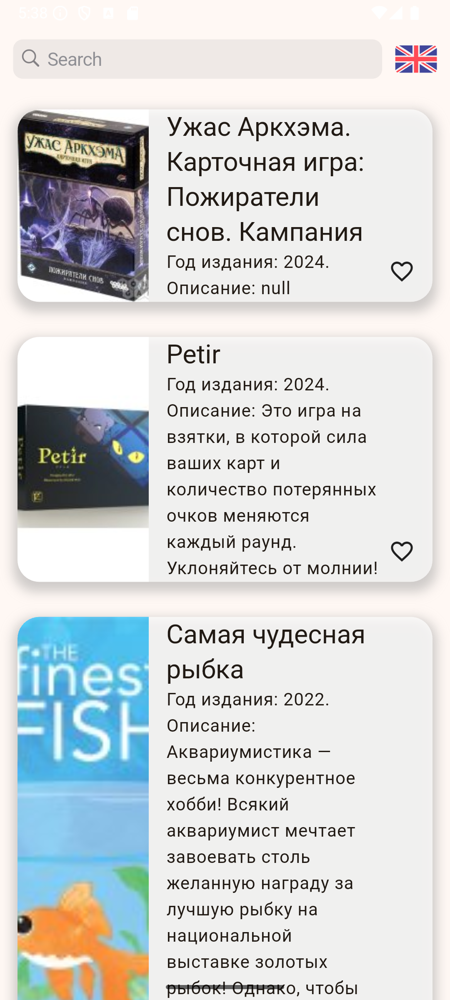 5:38
Search
Ужас Аркхэма.
Карточная игра:
Пожиратели
снов. Кампания
Год издания: 2024.
Описание: null
УЖАС АРКХЭМА
КАРТОЧНАЯ ИГРА
ПОЖИРАТЕЛИ СНОВ
КАМПАНИЯ
Petir
Год издания: 2024.
Описание: Это игра на
взятки, в которой сила
ваших карт и
количество потерянных
очков меняются
каждый раунд.
Уклоняйтесь от молнии!
Petir
Petir
Самая чудесная
рыбка
Год издания: 2022.
Описание:
Аквариумистика —
весьма конкурентное
хобби! Всякий
аквариумист мечтает
завоевать столь
желанную награду за
лучшую рыбку на
национальной
выставке золотых
рыбок! Однако, чтобы
THE
finest
FISH